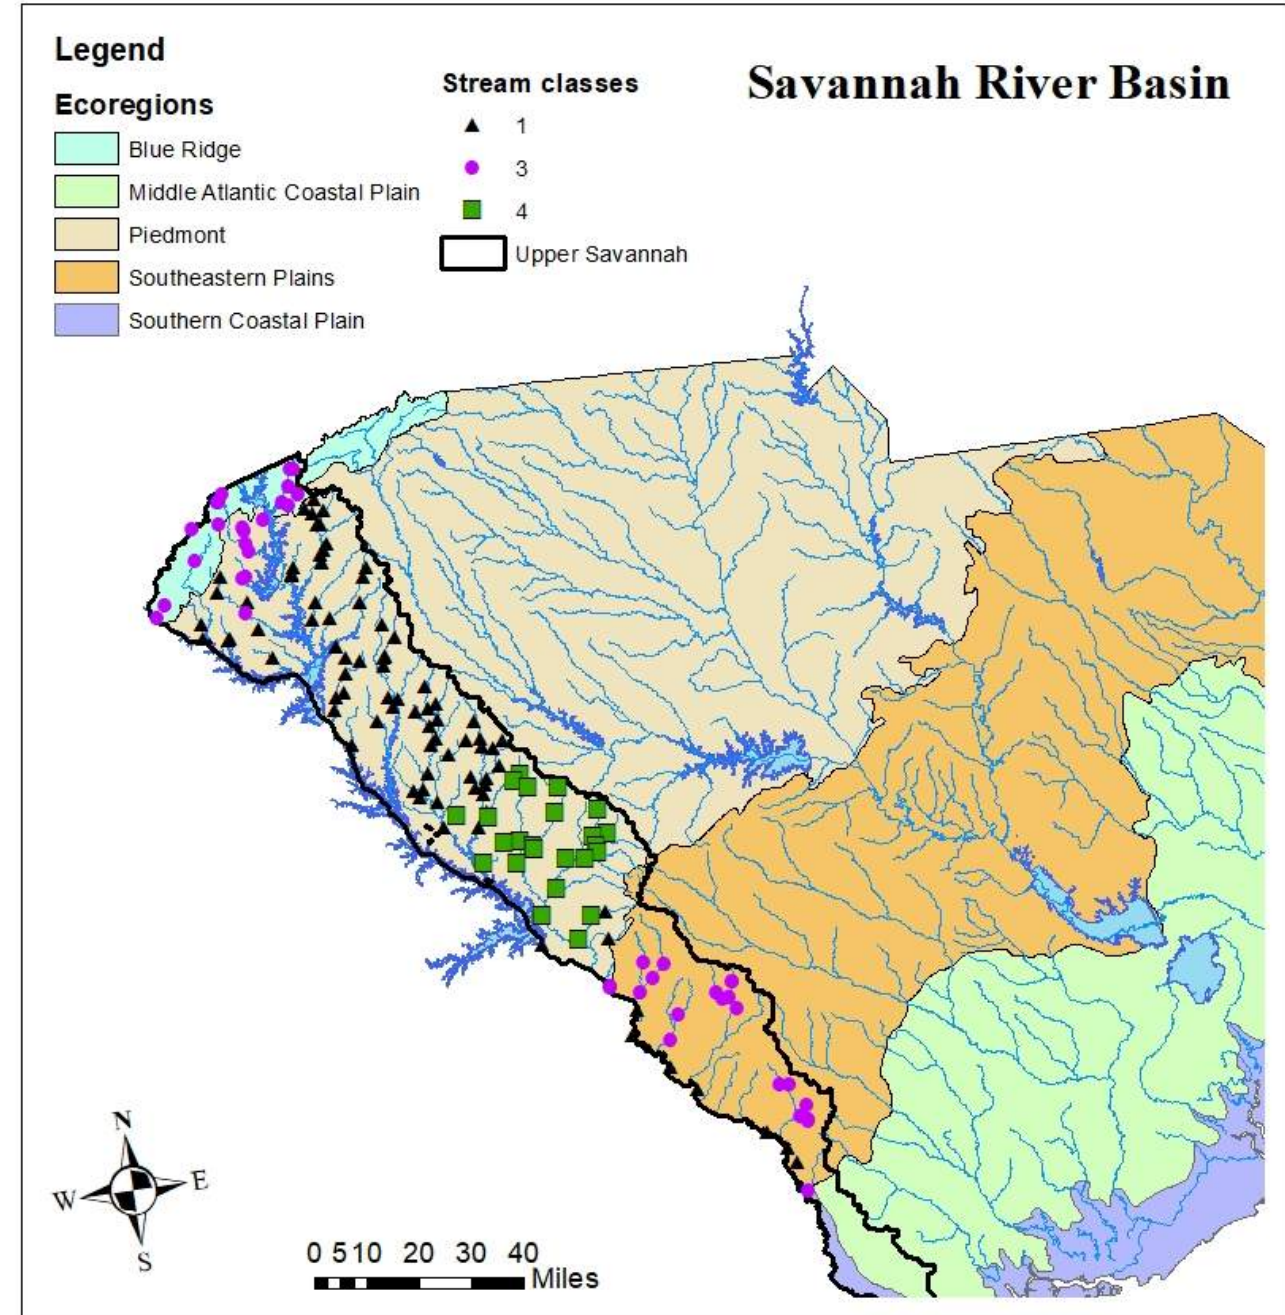 Legend
Ecoregions
Blue Ridge
Middle Atlantic Coastal Plain
Piedmont
Southeastern Plains
Southern Coastal Plain
Stream classes
1
3
4
Upper Savannah
Savannah River Basin
N
W E
S
0 5 10 20 30 40
Miles